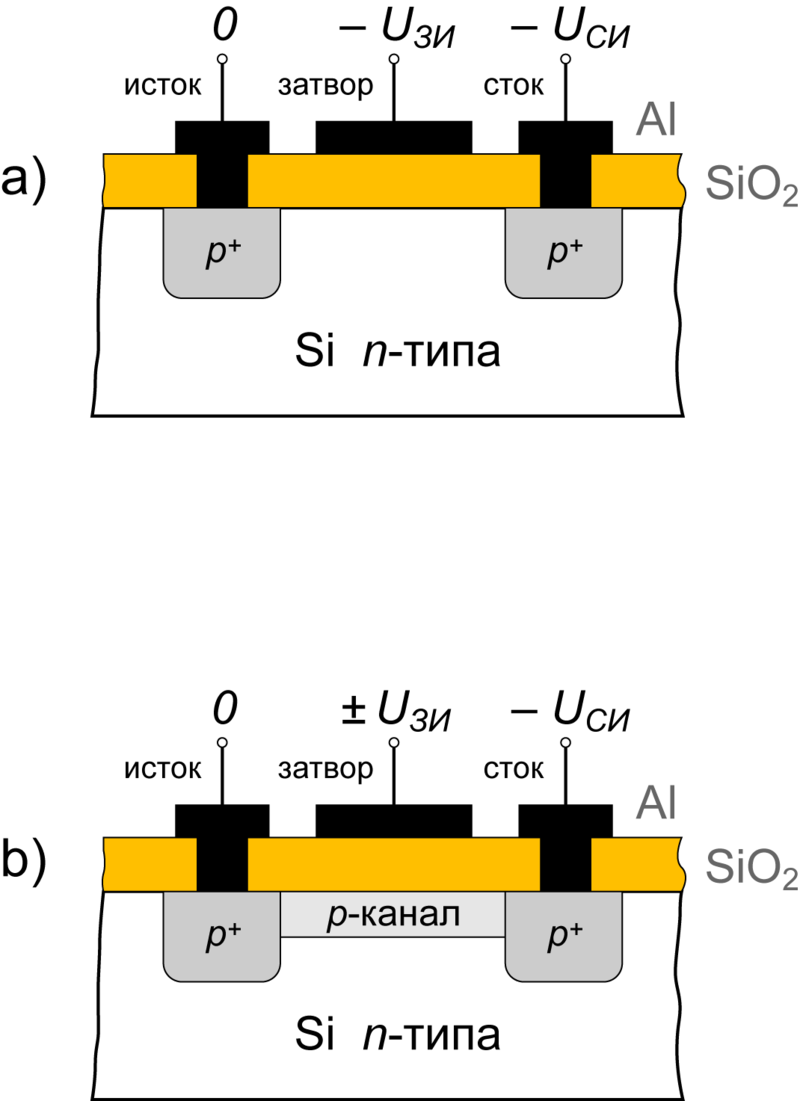 0 – UЗИ – UСИ
исток затвор сток
Al
a) SiO2
p+ p+
Si n-типа
0 ± UЗИ – UСИ
исток затвор сток
Al
b) SiO2
p-канал
p+ p+
Si n-типа